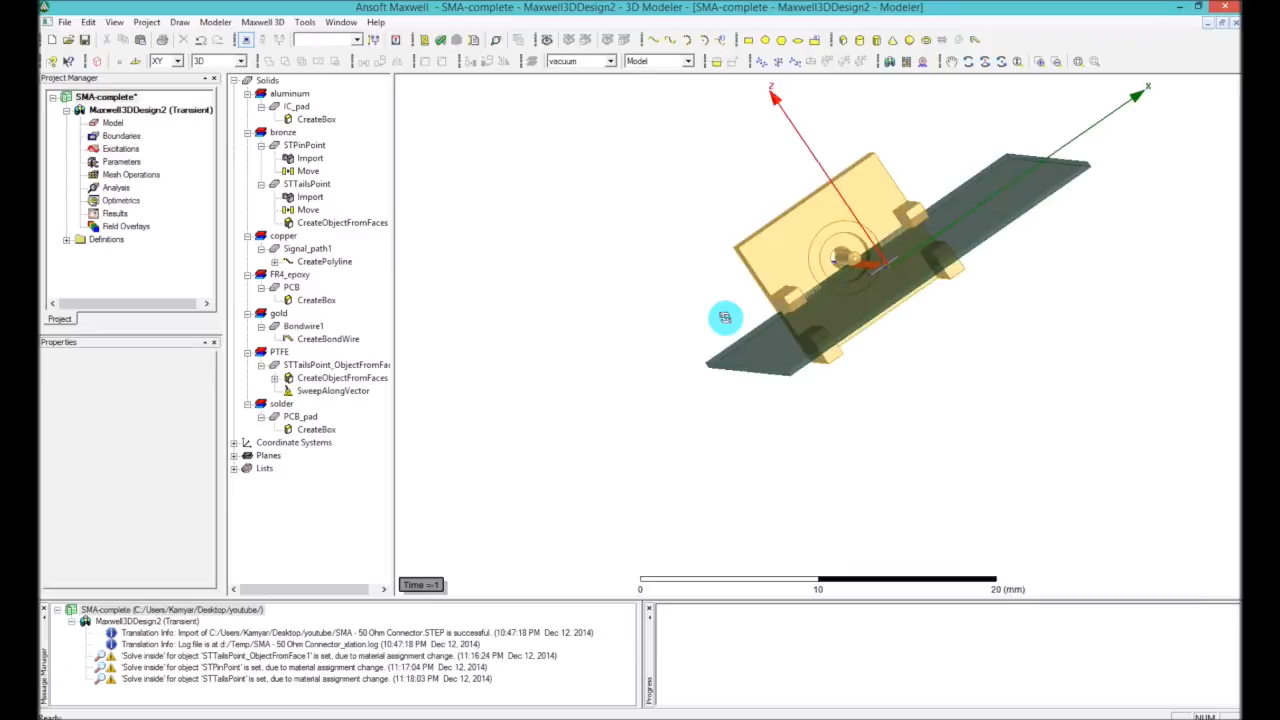 Ansoft Maxwell - SMA-complete - Maxwell3DDesign2 - 3D Modeler - [SMA-complete - Maxwell3DDesign2 - Modeler]
File Edit View Project Draw Modeler Maxwell 3D Tools Window Help
XY 3D vacuum Model
Project Manager
SMA-complete*
Maxwell3DDesign2 (Transient)
Model
Boundaries
Excitations
Parameters
Mesh Operations
Analysis
Optimetrics
Results
Field Overlays
Definitions
Project
Properties
Solids
aluminum
IC_pad
CreateBox
bronze
STPinPoint
Import
Move
STTailsPoint
Import
Move
CreateObjectFromFaces
copper
Signal_path1
CreatePolyline
FR4_epoxy
PCB
CreateBox
gold
Bondwire1
CreateBondWire
PTFE
STTailsPoint_ObjectFromFa
CreateObjectFromFaces
SweepAlongVector
solder
PCB_pad
CreateBox
Coordinate Systems
Planes
Lists
Z
X
Time =-1
0 10 20 (mm)
SMA-complete (C:/Users/Kamyar/Desktop/youtube/)
Maxwell3DDesign2 (Transient)
Translation Info: Import of C:/Users/Kamyar/Desktop/youtube/SMA - 50 Ohm Connector.STEP is successful. (10:47:18 PM Dec 12, 2014)
Translation Info: Log file is at d:/Temp/SMA - 50 Ohm Connector_xlation.log (10:47:18 PM Dec 12, 2014)
'Solve inside' for object 'STTailsPoint_ObjectFromFace1' is set, due to material assignment change. (11:16:24 PM Dec 12, 2014)
'Solve inside' for object 'STPinPoint' is set, due to material assignment change. (11:17:04 PM Dec 12, 2014)
'Solve inside' for object 'STTailsPoint' is set, due to material assignment change. (11:18:03 PM Dec 12, 2014)
Message Manager
Progress
Ready
NUM